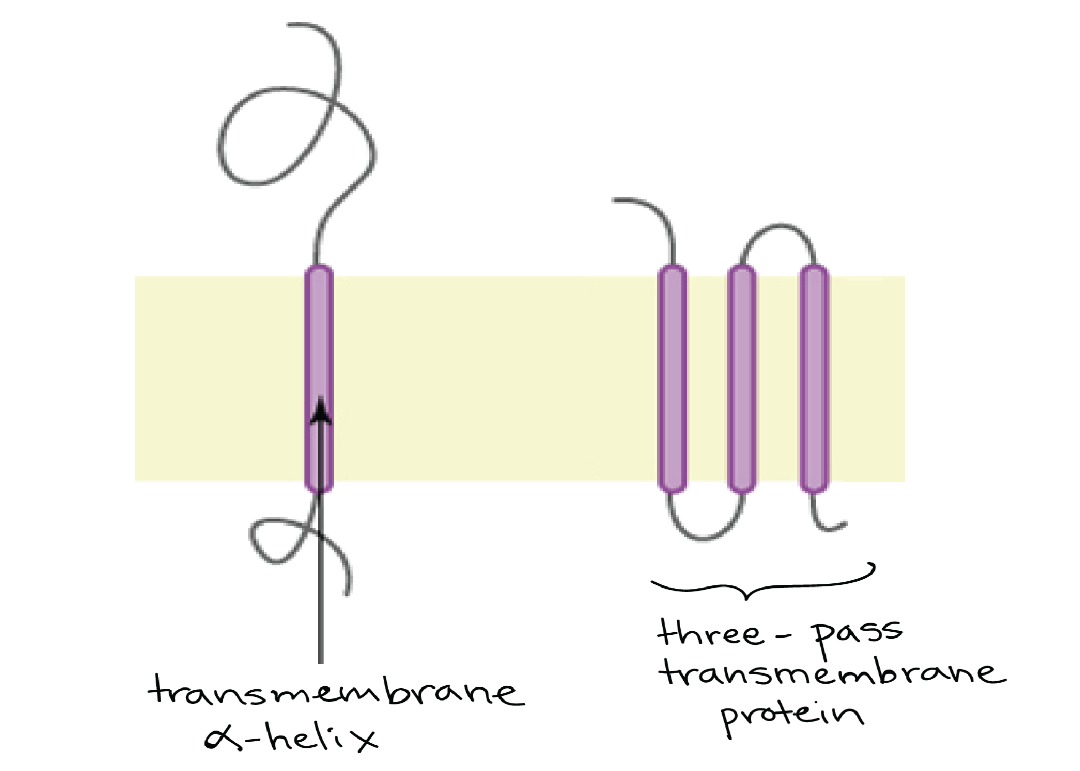 transmembrane
α-helix
three-pass
transmembrane
protein